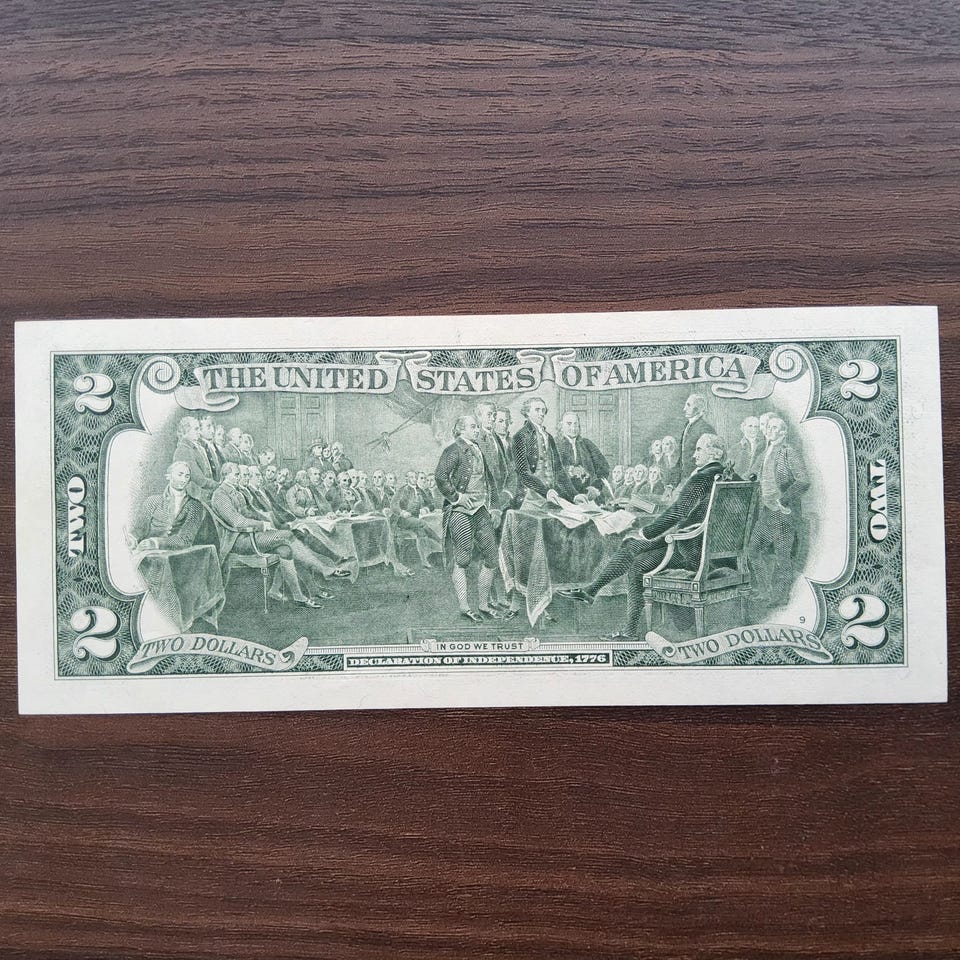 THE UNITED STATES OF AMERICA
2
2
TWO
TWO
2
2
TWO DOLLARS
IN GOD WE TRUST
DECLARATION OF INDEPENDENCE, 1776
9
TWO DOLLARS